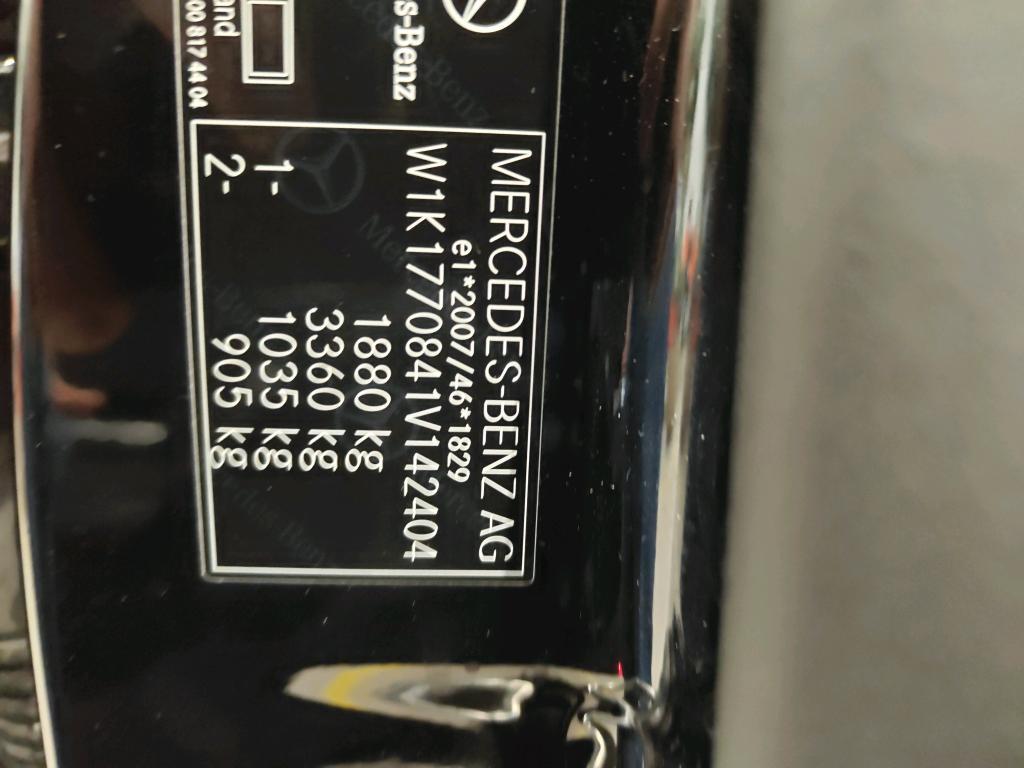 s-Benz
and
00 817 44 04
MERCEDES-BENZ AG
e1*2007/46*1829
W1K1770841V142404
1880 kg
3360 kg
1- 1035 kg
2- 905 kg